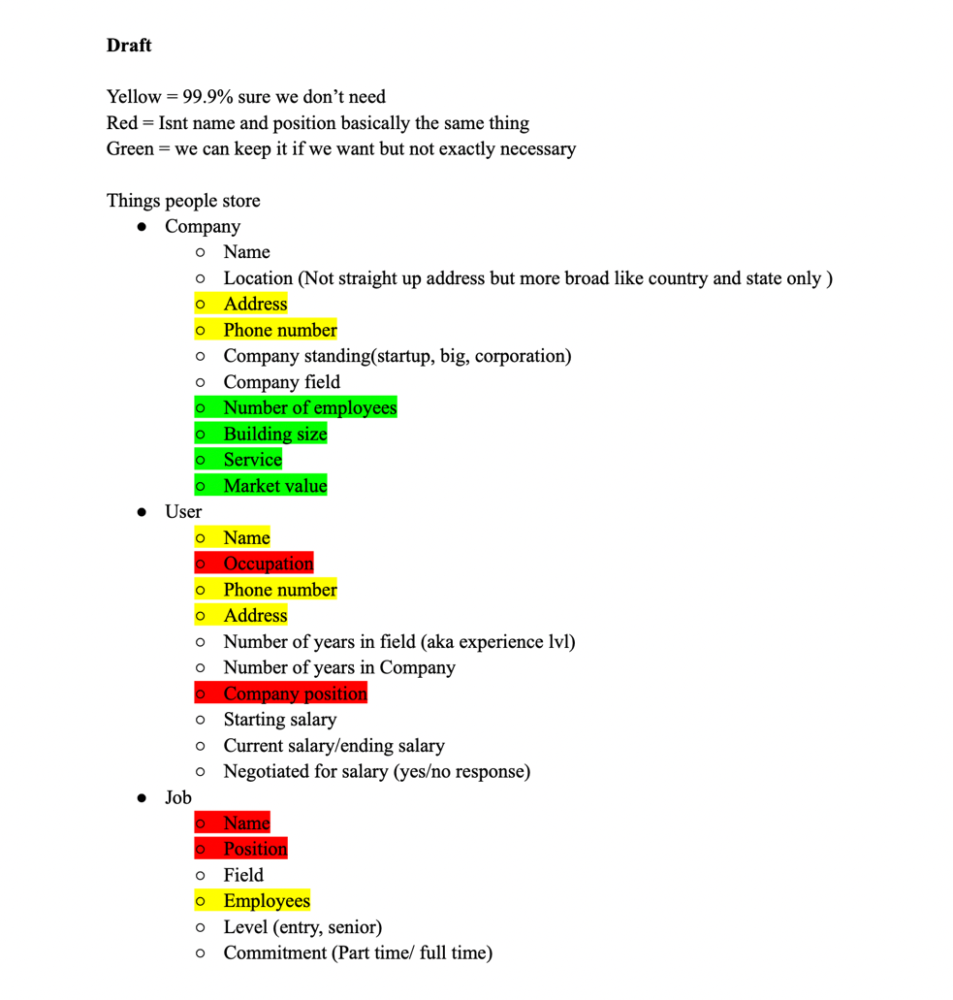 Draft
Yellow = 99.9% sure we don’t need
Red = Isnt name and position basically the same thing
Green = we can keep it if we want but not exactly necessary
Things people store
● Company
○ Name
○ Location (Not straight up address but more broad like country and state only )
○ Address
○ Phone number
○ Company standing(startup, big, corporation)
○ Company field
○ Number of employees
○ Building size
○ Service
○ Market value
● User
○ Name
○ Occupation
○ Phone number
○ Address
○ Number of years in field (aka experience lvl)
○ Number of years in Company
○ Company position
○ Starting salary
○ Current salary/ending salary
○ Negotiated for salary (yes/no response)
● Job
○ Name
○ Position
○ Field
○ Employees
○ Level (entry, senior)
○ Commitment (Part time/ full time)